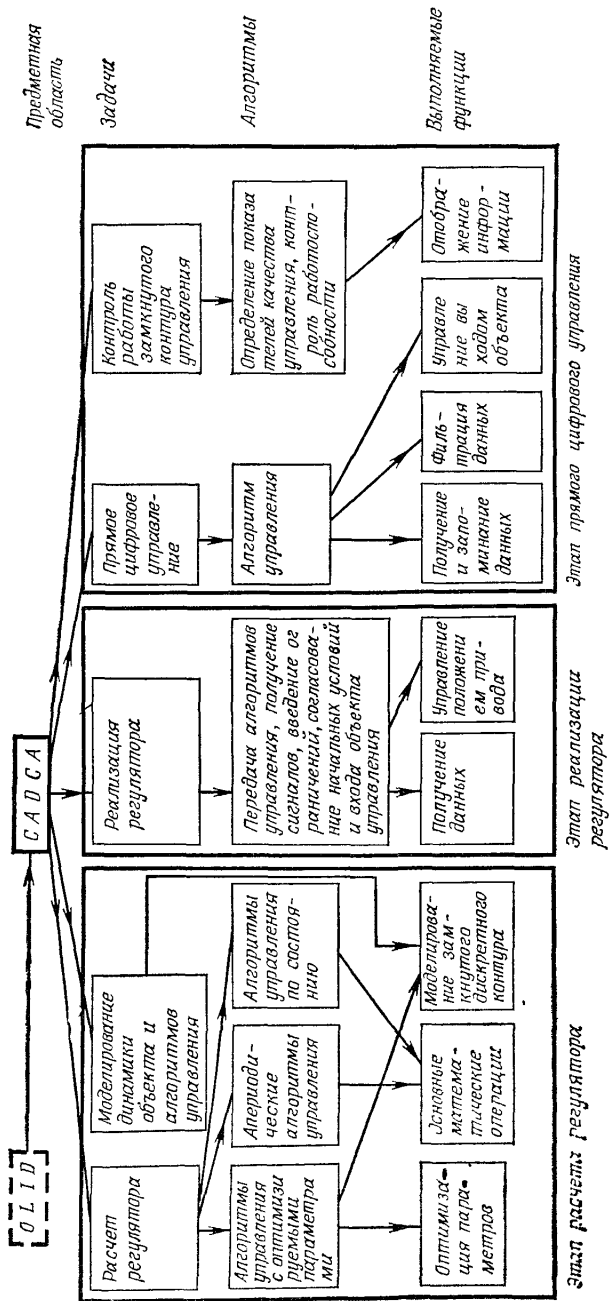 OLID
CADCA
Предметная
область
Расчет
регулятора
Моделирование
динамики
объекта и
алгоритмов
управления
Реализация
регулятора
Прямое
цифровое
управле-
ние
Контроль
работы
замкнутого
контура
управления
Задачи
Алгоритмы
управления
с оптимизи
руемыми
параметра
ми
Апериоди-
ческие
алгоритмы
управления
Алгоритмы
управления
по состоя-
нию
Передача алгоритмов
управления, получение
сигналов, введение ог
раничений, согласова-
ние начальных условий
и входа объекта
управления
Алгоритм
управления
Определение показа
телей качества
управления, конт-
роль работоспо-
собности
Алгоритмы
Оптимиза-
ция пара-
метров
Основные
матема-
тические
операции
Моделирова-
ние зам-
кнутого
дискретного
контура
Получение
данных
Управление
положени
ем при-
вода
Получение
и запо-
минание
данных
Филь-
трация
данных
Управле
ние вы
ходом
объекта
Отобра-
жение
инфор-
мации
Выполняемые
функции
Этап расчета регулятора
Этап реализации
регулятора
Этап прямого цифрового управления